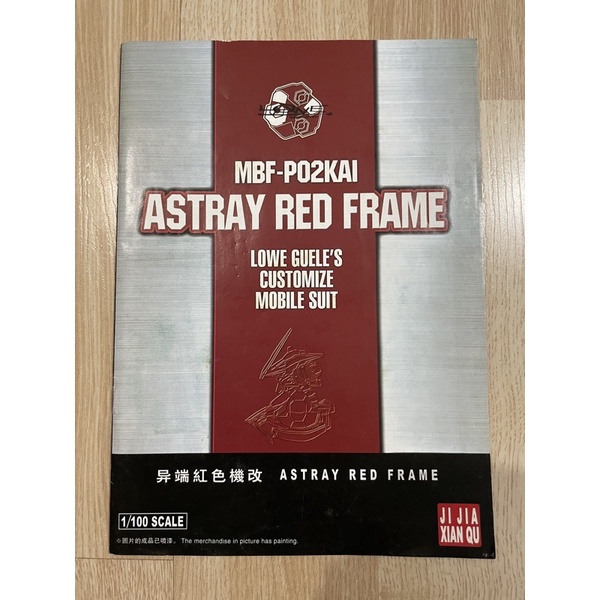 MBF-P02KAI
ASTRAY RED FRAME
LOWE GUELE'S
CUSTOMIZE
MOBILE SUIT
异端紅色機改 ASTRAY RED FRAME
1/100 SCALE
JI JIA
XIAN QU
※圖片的成品已噴漆。 The merchandise in picture has painting.